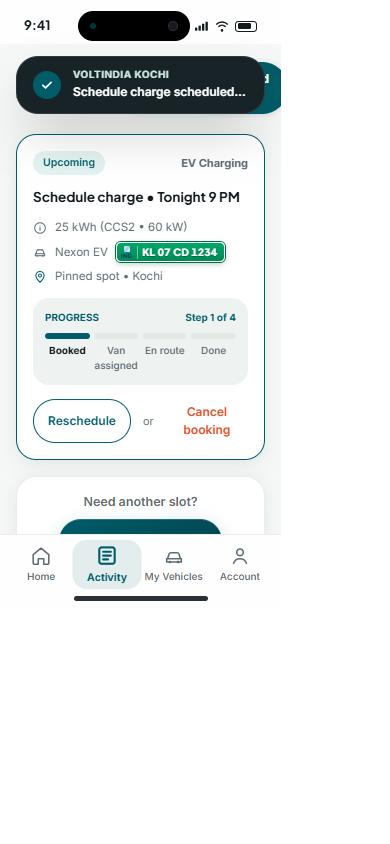 9:41
VOLTINDIA KOCHI
Schedule charge scheduled...
Upcoming
EV Charging
Schedule charge • Tonight 9 PM
25 kWh (CCS2 • 60 kW)
Nexon EV
IND
KL 07 CD 1234
Pinned spot • Kochi
PROGRESS
Step 1 of 4
Booked
Van assigned
En route
Done
Reschedule
or
Cancel
booking
Need another slot?
Home
Activity
My Vehicles
Account